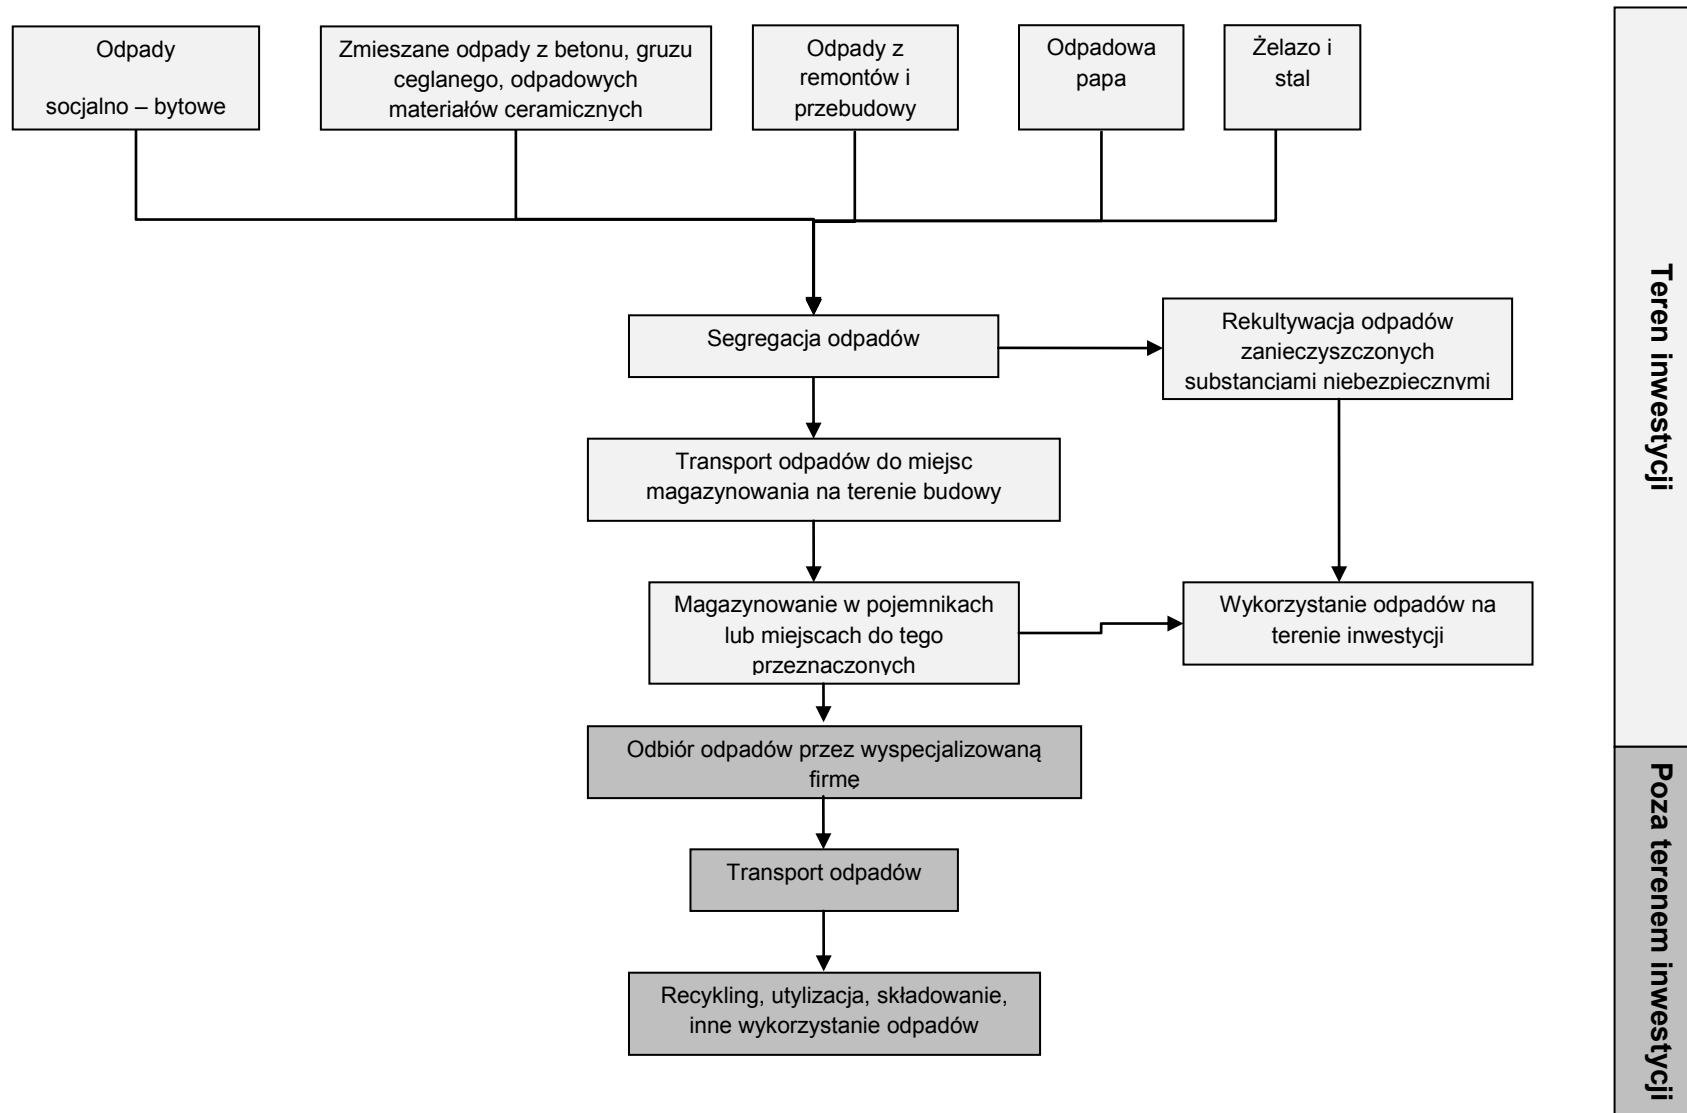 Odpady
socjalno – bytowe
Zmieszane odpady z betonu, gruzu
ceglanego, odpadowych
materiałów ceramicznych
Odpady z
remontów i
przebudowy
Odpadowa
papa
Żelazo i
stal
Segregacja odpadów
Rekultywacja odpadów
zanieczyszczonych
substancjami niebezpiecznymi
Transport odpadów do miejsc
magazynowania na terenie budowy
Magazynowanie w pojemnikach
lub miejscach do tego
przeznaczonych
Wykorzystanie odpadów na
terenie inwestycji
Odbiór odpadów przez wyspecjalizowaną
firmę
Transport odpadów
Recykling, utylizacja, składowanie,
inne wykorzystanie odpadów
Teren inwestycji
Poza terenem inwestycji